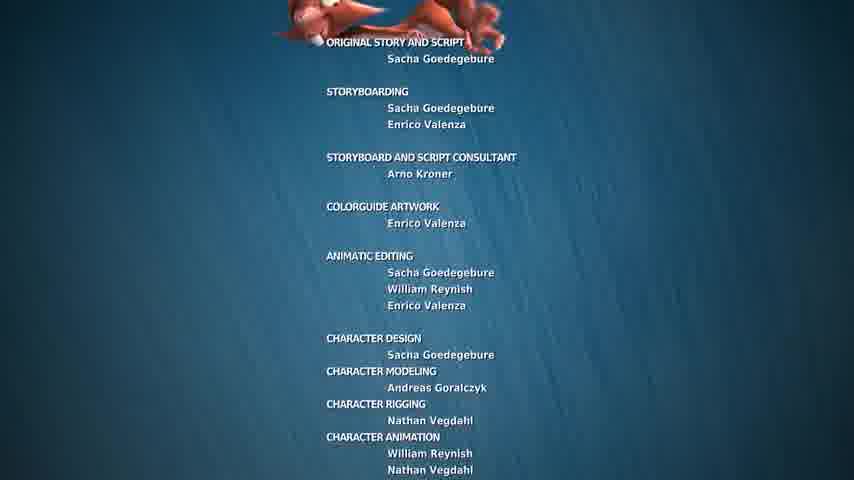 ORIGINAL STORY AND SCRIPT
Sacha Goedegebure
STORYBOARDING
Sacha Goedegebure
Enrico Valenza
STORYBOARD AND SCRIPT CONSULTANT
Arno Kroner
COLORGUIDE ARTWORK
Enrico Valenza
ANIMATIC EDITING
Sacha Goedegebure
William Reynish
Enrico Valenza
CHARACTER DESIGN
Sacha Goedegebure
CHARACTER MODELING
Andreas Goralczyk
CHARACTER RIGGING
Nathan Vegdahl
CHARACTER ANIMATION
William Reynish
Nathan Vegdahl